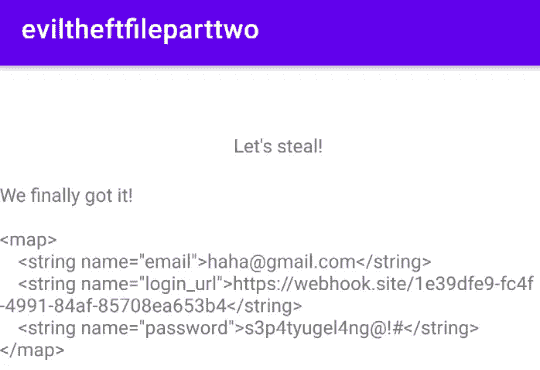 eviltheftfileparttwo
Let's steal!
We finally got it!
<map>
<string name="email">haha@gmail.com</string>
<string name="login_url">https://webhook.site/1e39dfe9-fc4f
-4991-84af-85708ea653b4</string>
<string name="password">s3p4tyugel4ng@!#</string>
</map>